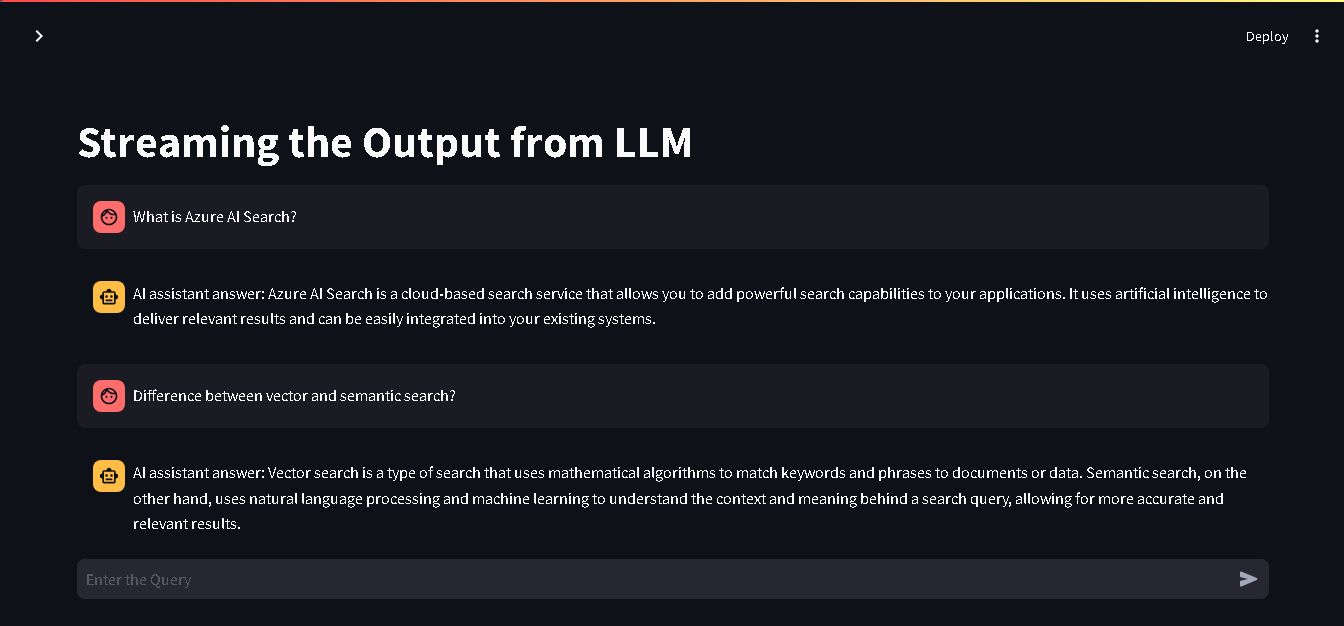 Deploy
Streaming the Output from LLM
What is Azure AI Search?
AI assistant answer: Azure AI Search is a cloud-based search service that allows you to add powerful search capabilities to your applications. It uses artificial intelligence to
deliver relevant results and can be easily integrated into your existing systems.
Difference between vector and semantic search?
AI assistant answer: Vector search is a type of search that uses mathematical algorithms to match keywords and phrases to documents or data. Semantic search, on the
other hand, uses natural language processing and machine learning to understand the context and meaning behind a search query, allowing for more accurate and
relevant results.
Enter the Query